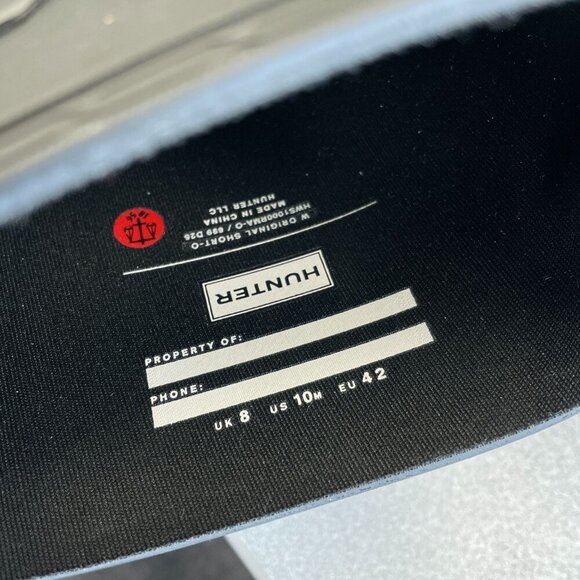 W ORIGINAL SHORT-O
HWS1000RMA-O / 699 D26
MADE IN CHINA
HUNTER LLC
HUNTER
PROPERTY OF:
PHONE:
UK 8 US 10M EU 42